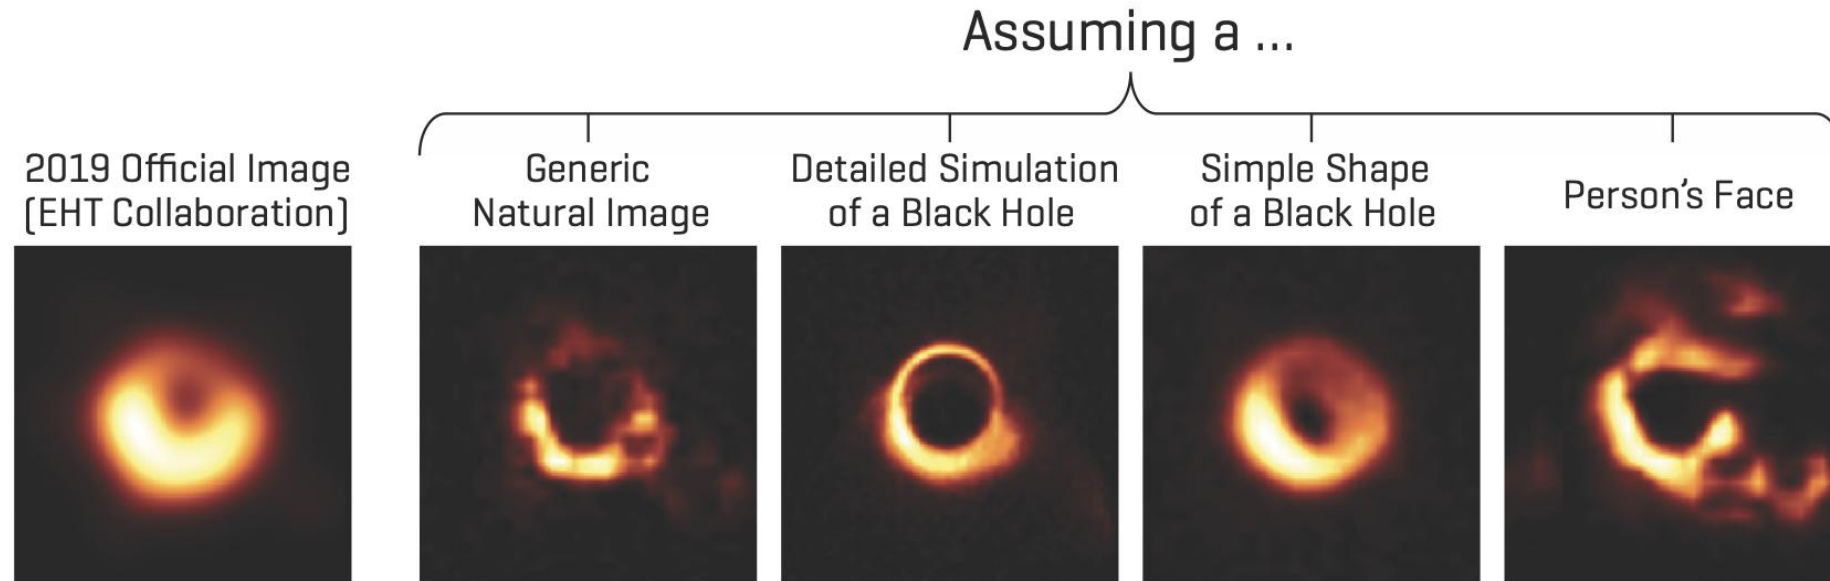 Assuming a ...
2019 Official Image
(EHT Collaboration)
Generic
Natural Image
Detailed Simulation
of a Black Hole
Simple Shape
of a Black Hole
Person’s Face